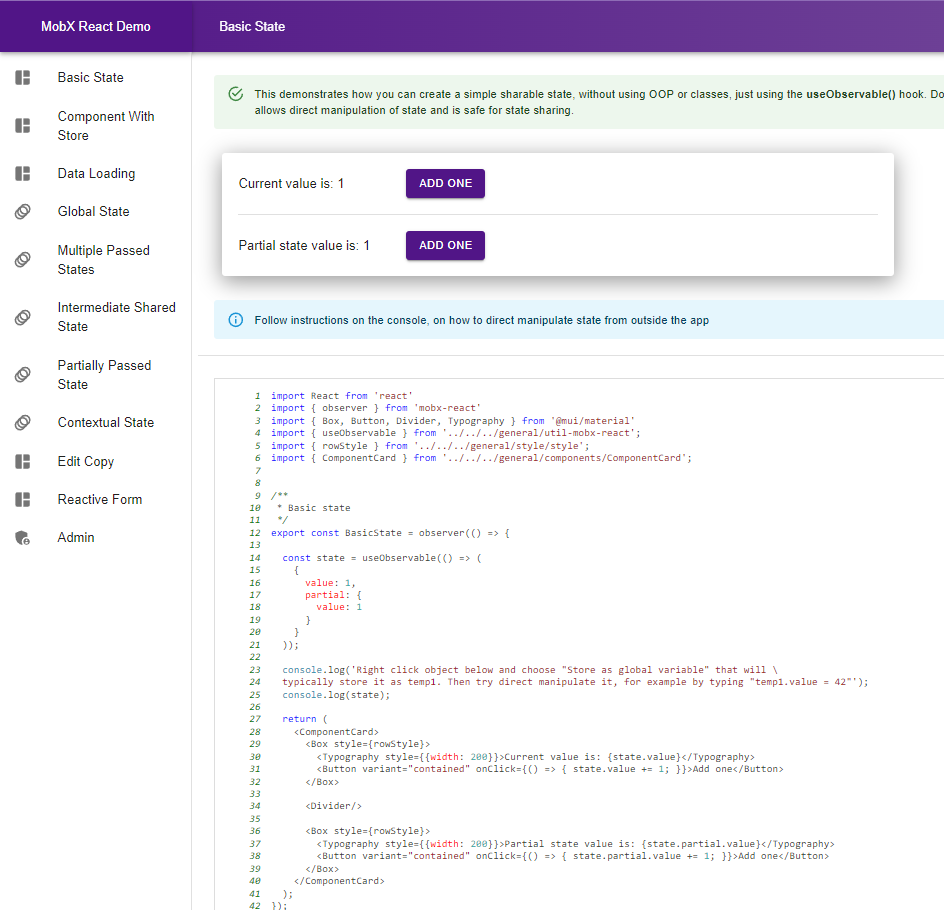 MobX React Demo
Basic State
Basic State
Component With
Store
Data Loading
Global State
Multiple Passed
States
Intermediate Shared
State
Partially Passed
State
Contextual State
Edit Copy
Reactive Form
Admin
This demonstrates how you can create a simple sharable state, without using OOP or classes, just using the useObservable() hook. Do
allows direct manipulation of state and is safe for state sharing.
Current value is: 1 ADD ONE
Partial state value is: 1 ADD ONE
Follow instructions on the console, on how to direct manipulate state from outside the app
1 import React from 'react'
2 import { observer } from 'mobx-react'
3 import { Box, Button, Divider, Typography } from '@mui/material'
4 import { useObservable } from '../../../general/util-mobx-react';
5 import { rowStyle } from '../../../general/style/style';
6 import { ComponentCard } from '../../../general/components/ComponentCard';
7
8
9 /**
10 * Basic state
11 */
12 export const BasicState = observer(() => {
13
14 const state = useObservable(() => (
15 {
16 value: 1,
17 partial: {
18 value: 1
19 }
20 }
21 ));
22
23 console.log('Right click object below and choose "Store as global variable" that will \
24 typically store it as temp1. Then try direct manipulate it, for example by typing "temp1.value = 42"');
25 console.log(state);
26
27 return (
28 <ComponentCard>
29 <Box style={rowStyle}>
30 <Typography style={{width: 200}}>Current value is: {state.value}</Typography>
31 <Button variant="contained" onClick={() => { state.value += 1; }}>Add one</Button>
32 </Box>
33
34 <Divider/>
35
36 <Box style={rowStyle}>
37 <Typography style={{width: 200}}>Partial state value is: {state.partial.value}</Typography>
38 <Button variant="contained" onClick={() => { state.partial.value += 1; }}>Add one</Button>
39 </Box>
40 </ComponentCard>
41 );
42 });